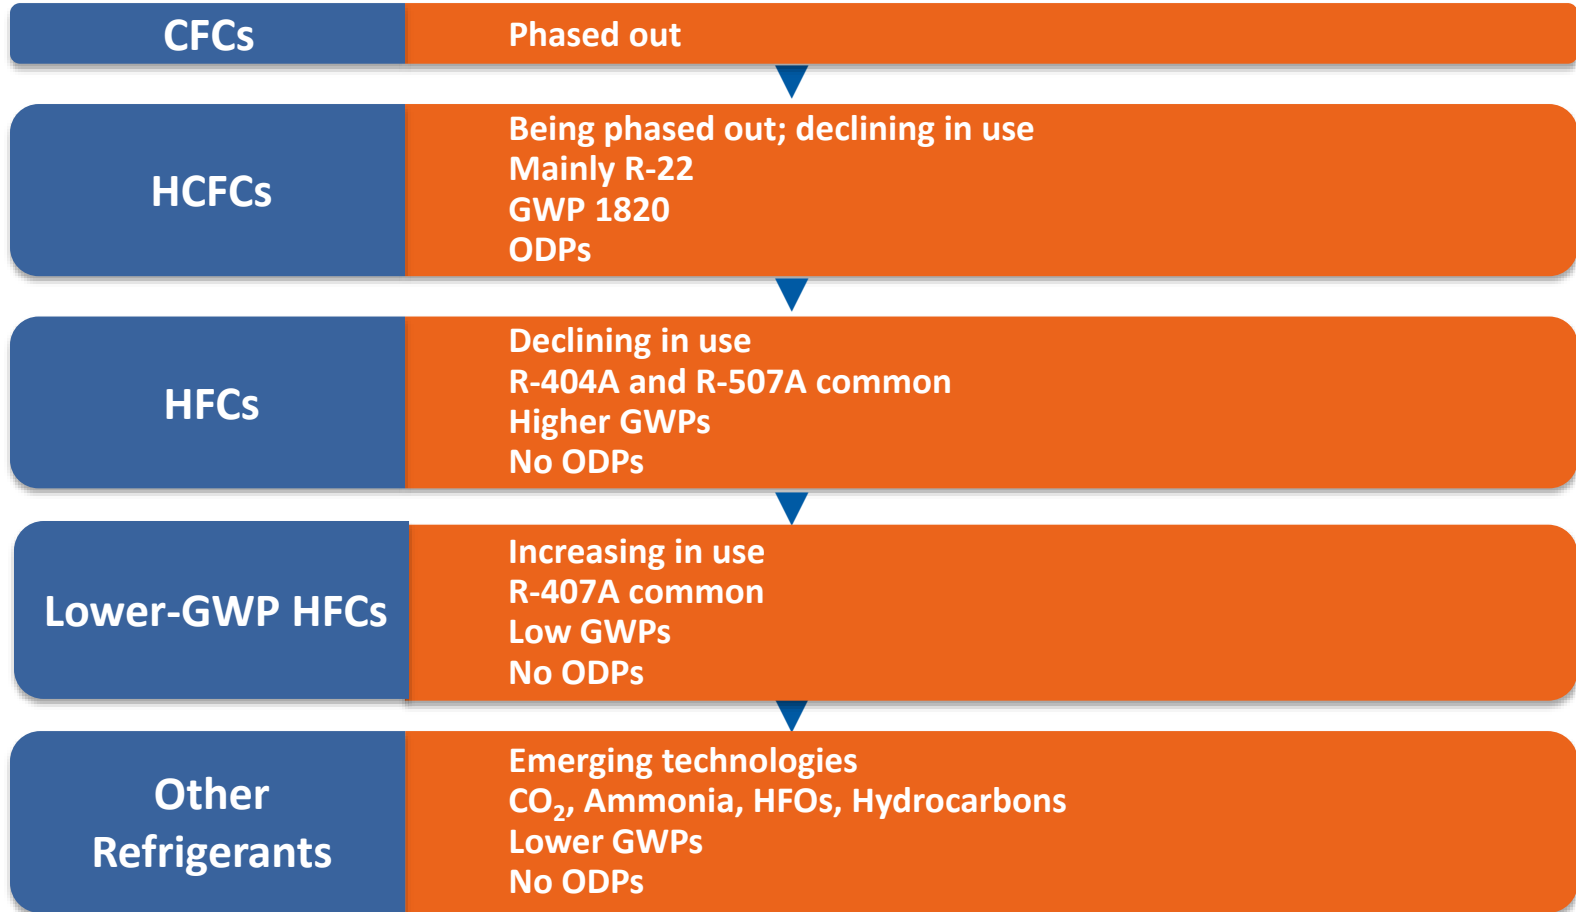 CFCs
Phased out
HCFCs
Being phased out; declining in use
Mainly R-22
GWP 1820
ODPs
HFCs
Declining in use
R-404A and R-507A common
Higher GWPs
No ODPs
Lower-GWP HFCs
Increasing in use
R-407A common
Low GWPs
No ODPs
Other
Refrigerants
Emerging technologies
CO₂, Ammonia, HFOs, Hydrocarbons
Lower GWPs
No ODPs